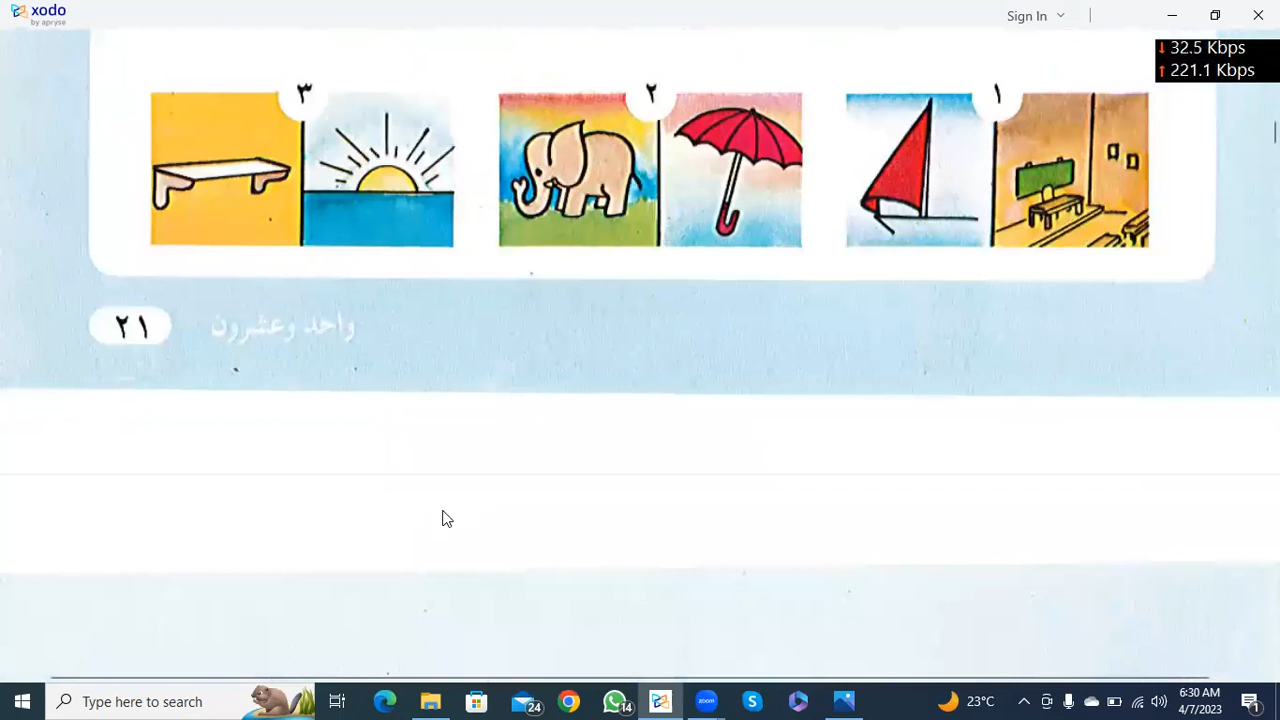 xodo
by apryse
Sign In
32.5 Kbps
221.1 Kbps
١
٢
٣
واحد وعشرون
٢١
Type here to search
24
14
23°C
6:30 AM
4/7/2023
1